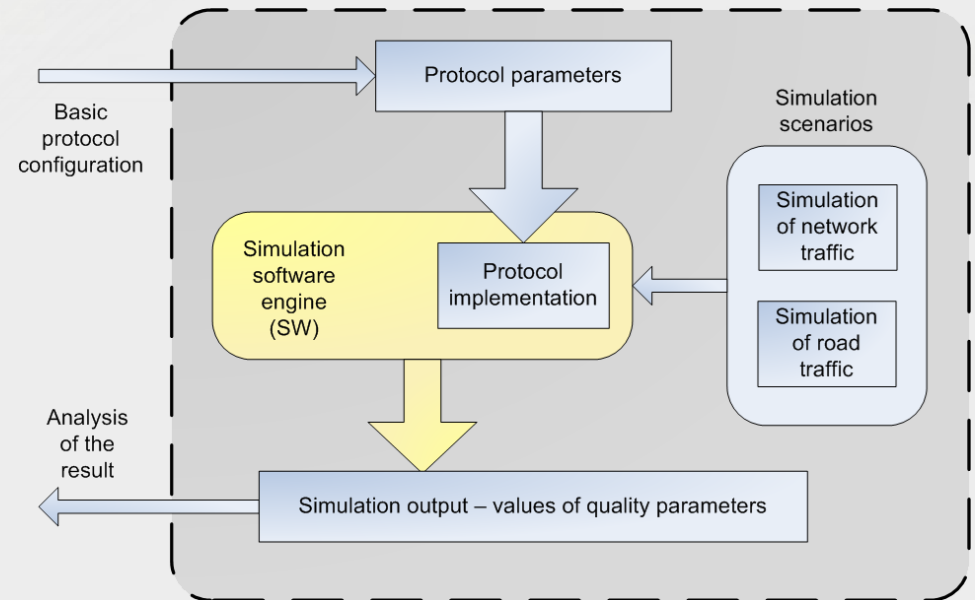 Protocol parameters
Basic
protocol
configuration
Simulation
scenarios
Simulation
of network
traffic
Simulation
software
engine
(SW)
Protocol
implementation
Simulation
of road
traffic
Analysis
of the
result
Simulation output – values of quality parameters